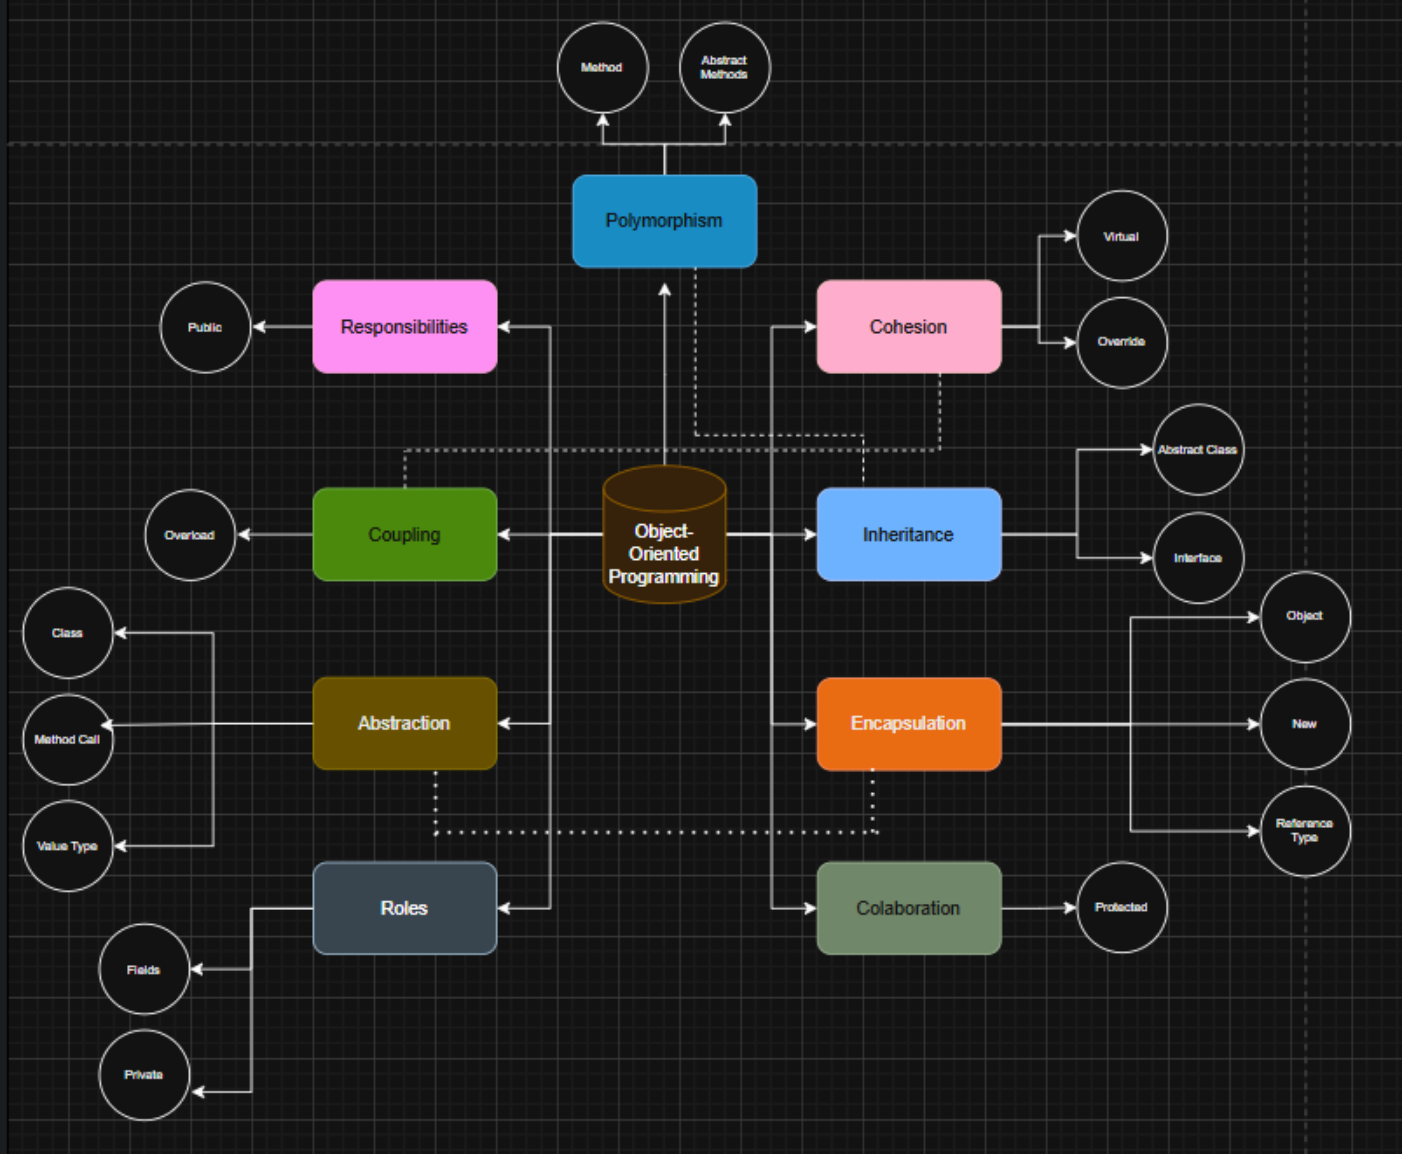 Method
Abstract
Methods
Polymorphism
Virtual
Public
Responsibilities
Cohesion
Override
Abstract Class
Overload
Coupling
Object-
Oriented
Programming
Inheritance
Interface
Class
Object
Method Call
Abstraction
Encapsulation
New
Value Type
Reference
Type
Roles
Colaboration
Protected
Fields
Private